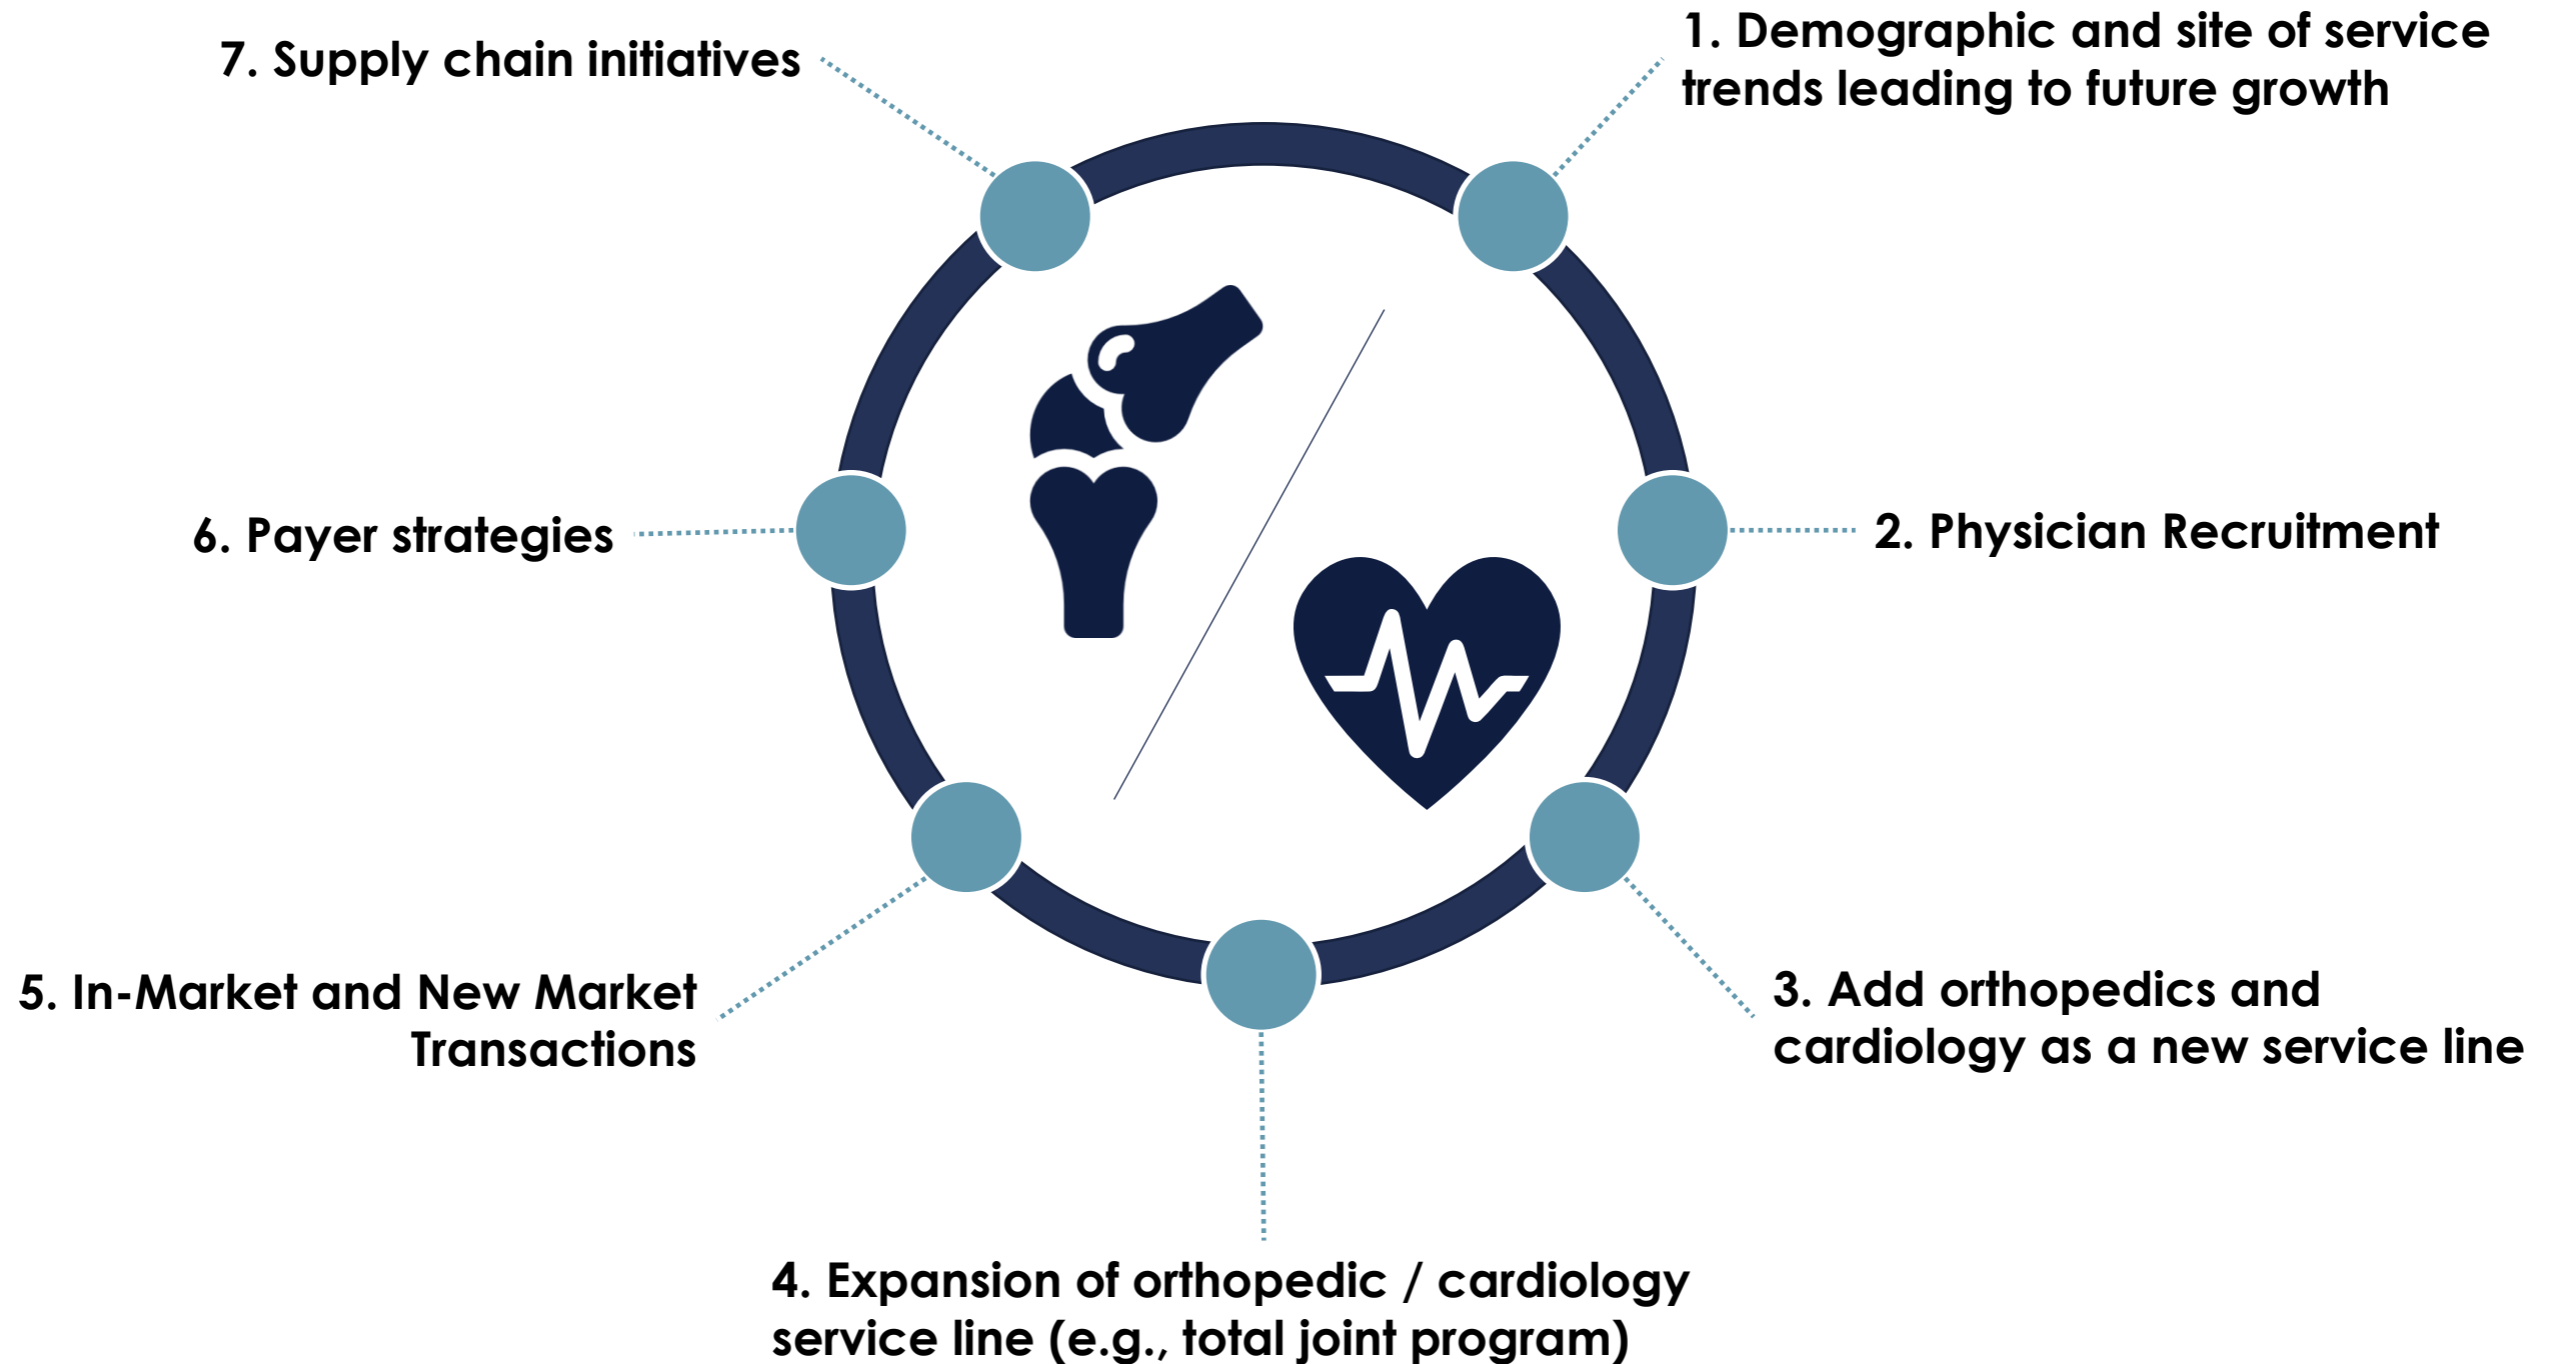 1. Demographic and site of service
trends leading to future growth
2. Physician Recruitment
3. Add orthopedics and
cardiology as a new service line
4. Expansion of orthopedic / cardiology
service line (e.g., total joint program)
5. In-Market and New Market
Transactions
6. Payer strategies
7. Supply chain initiatives